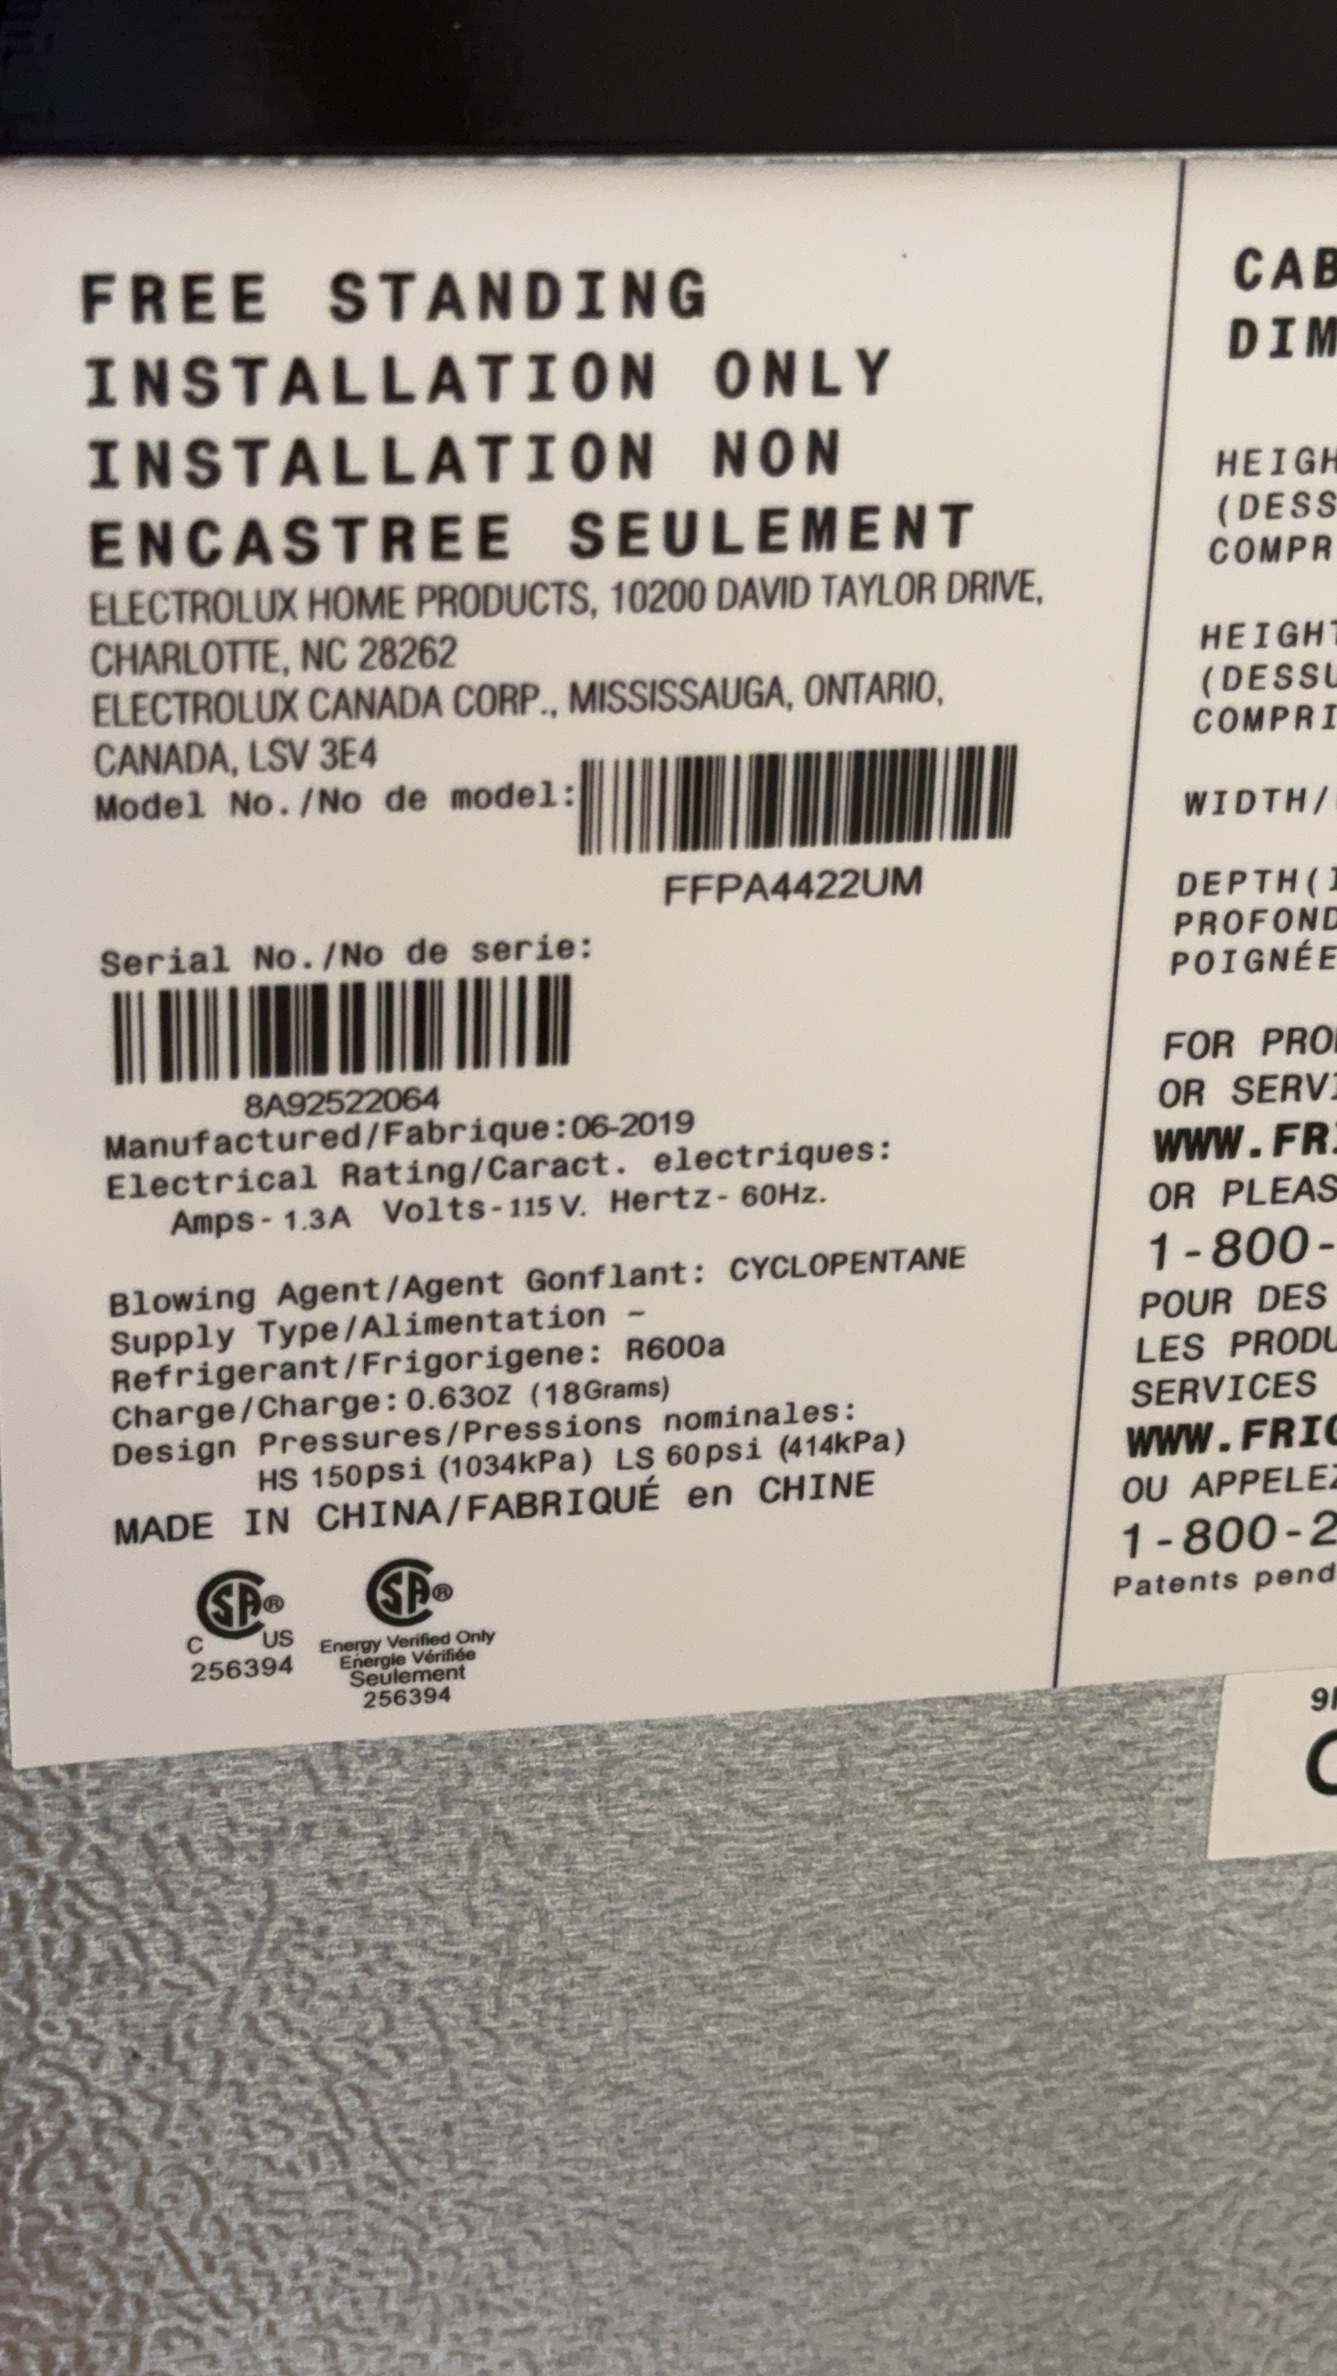 FREE STANDING
INSTALLATION ONLY
INSTALLATION NON
ENCASTREE SEULEMENT
ELECTROLUX HOME PRODUCTS, 10200 DAVID TAYLOR DRIVE,
CHARLOTTE, NC 28262
ELECTROLUX CANADA CORP., MISSISSAUGA, ONTARIO,
CANADA, LSV 3E4
Model No./No de model:
FFPA4422UM
Serial No./No de serie:
8A92522064
Manufactured/Fabrique:06-2019
Electrical Rating/Caract. electriques:
Amps- 1.3A Volts-115V. Hertz- 60Hz.
Blowing Agent/Agent Gonflant: CYCLOPENTANE
Supply Type/Alimentation ~
Refrigerant/Frigorigene: R600a
Charge/Charge:0.63OZ (18Grams)
Design Pressures/Pressions nominales:
HS 150psi (1034kPa) LS 60psi (414kPa)
MADE IN CHINA/FABRIQUÉ en CHINE
SA® SA®
C US
256394
Energy Verified Only
Énergie Vérifiée
Seulement
256394
CAB
DIM
HEIGH
(DESS
COMPR
HEIGHT
(DESSU
COMPRI
WIDTH/
DEPTH(I
PROFOND
POIGNÉE
FOR PRO
OR SERVI
WWW.FRI
OR PLEAS
1-800-
POUR DES
LES PRODU
SERVICES
WWW.FRIG
OU APPELEZ
1-800-2
Patents pend